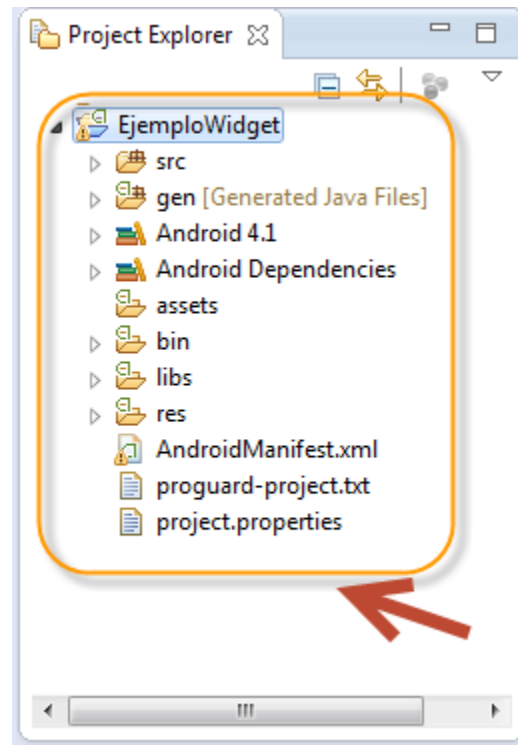 Project Explorer
EjemploWidget
src
gen [Generated Java Files]
Android 4.1
Android Dependencies
assets
bin
libs
res
AndroidManifest.xml
proguard-project.txt
project.properties